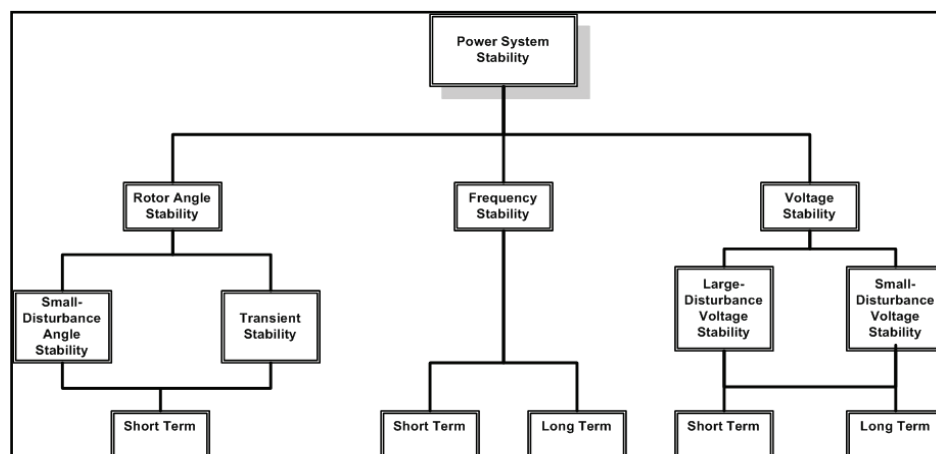 Power System
Stability
Rotor Angle
Stability
Frequency
Stability
Voltage
Stability
Small-
Disturbance
Angle
Stability
Transient
Stability
Large-
Disturbance
Voltage
Stability
Small-
Disturbance
Voltage
Stability
Short Term
Short Term
Long Term
Short Term
Long Term